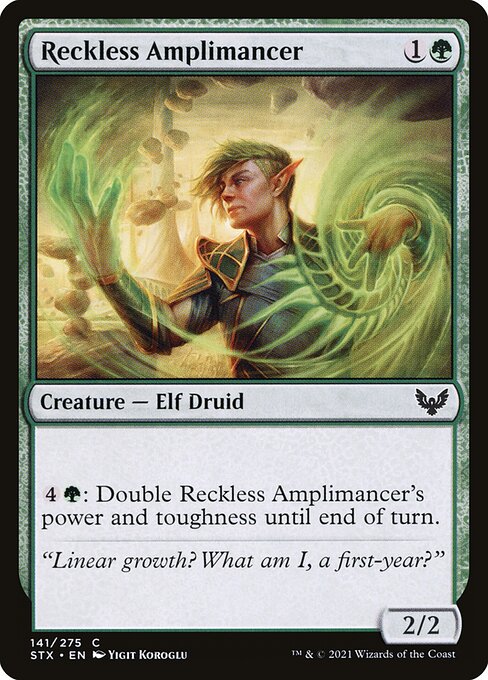 Reckless Amplimancer 1
Creature — Elf Druid
4 : Double Reckless Amplimancer's
power and toughness until end of turn.
“Linear growth? What am I, a first-year?”
2/2
141/275 C
STX • EN Yigit Koroglu
™ & © 2021 Wizards of the Coast